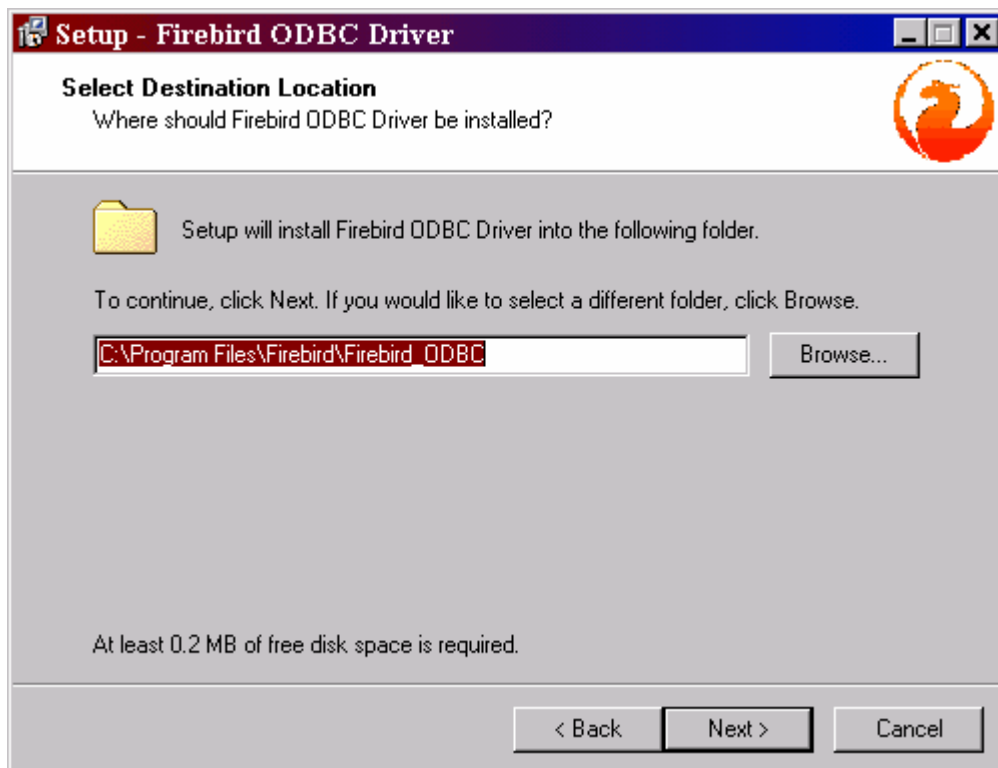 Setup - Firebird ODBC Driver
Select Destination Location
Where should Firebird ODBC Driver be installed?
Setup will install Firebird ODBC Driver into the following folder.
To continue, click Next. If you would like to select a different folder, click Browse.
C:\Program Files\Firebird\Firebird_ODBC
Browse...
At least 0.2 MB of free disk space is required.
< Back
Next >
Cancel